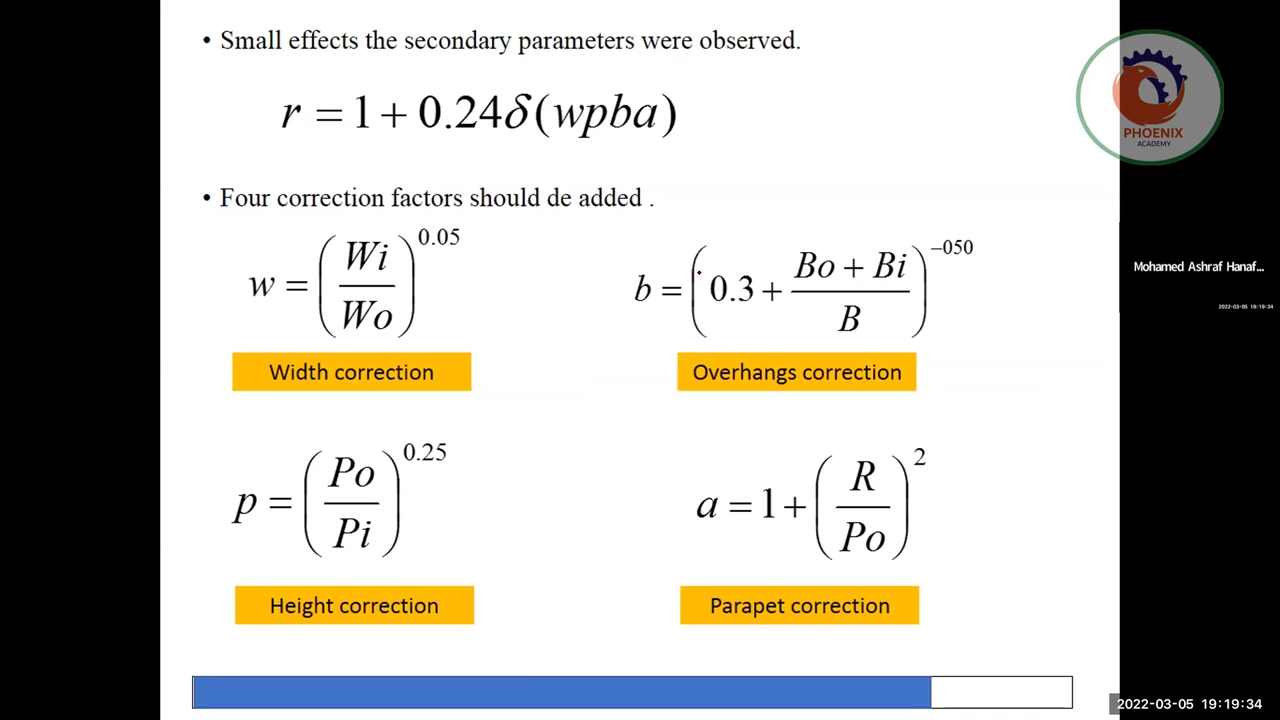 • Small effects the secondary parameters were observed.
r = 1 + 0.24δ(wpba)
• Four correction factors should de added .
w = (Wi/Wo)^0.05
b = (0.3 + (Bo + Bi)/B)^−050
Width correction
Overhangs correction
p = (Po/Pi)^0.25
a = 1 + (R/Po)^2
Height correction
Parapet correction
PHOENIX
ACADEMY
Mohamed Ashraf Hanaf...
2022-03-05 19:19:34
2022-03-05 19:19:34